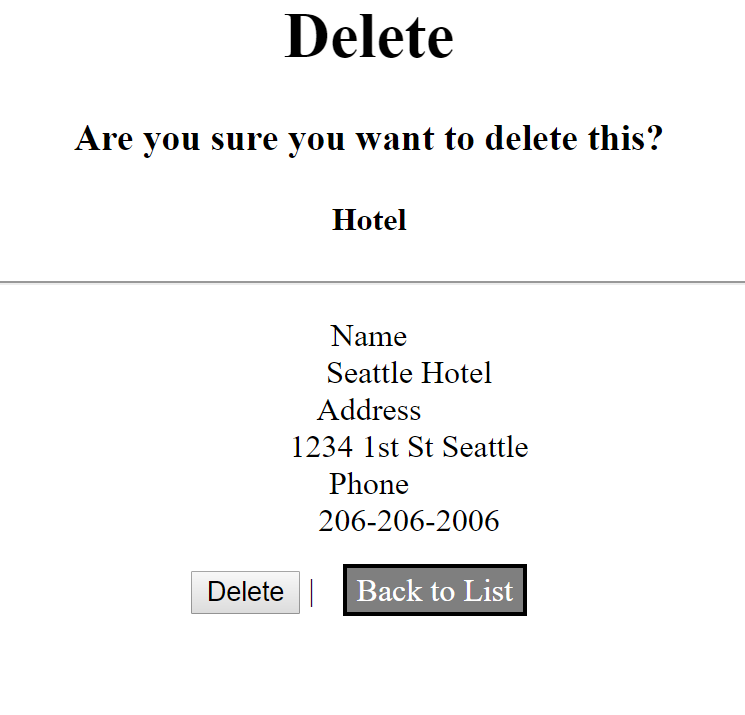 Delete
Are you sure you want to delete this?
Hotel
Name
Seattle Hotel
Address
1234 1st St Seattle
Phone
206-206-2006
Delete | Back to List